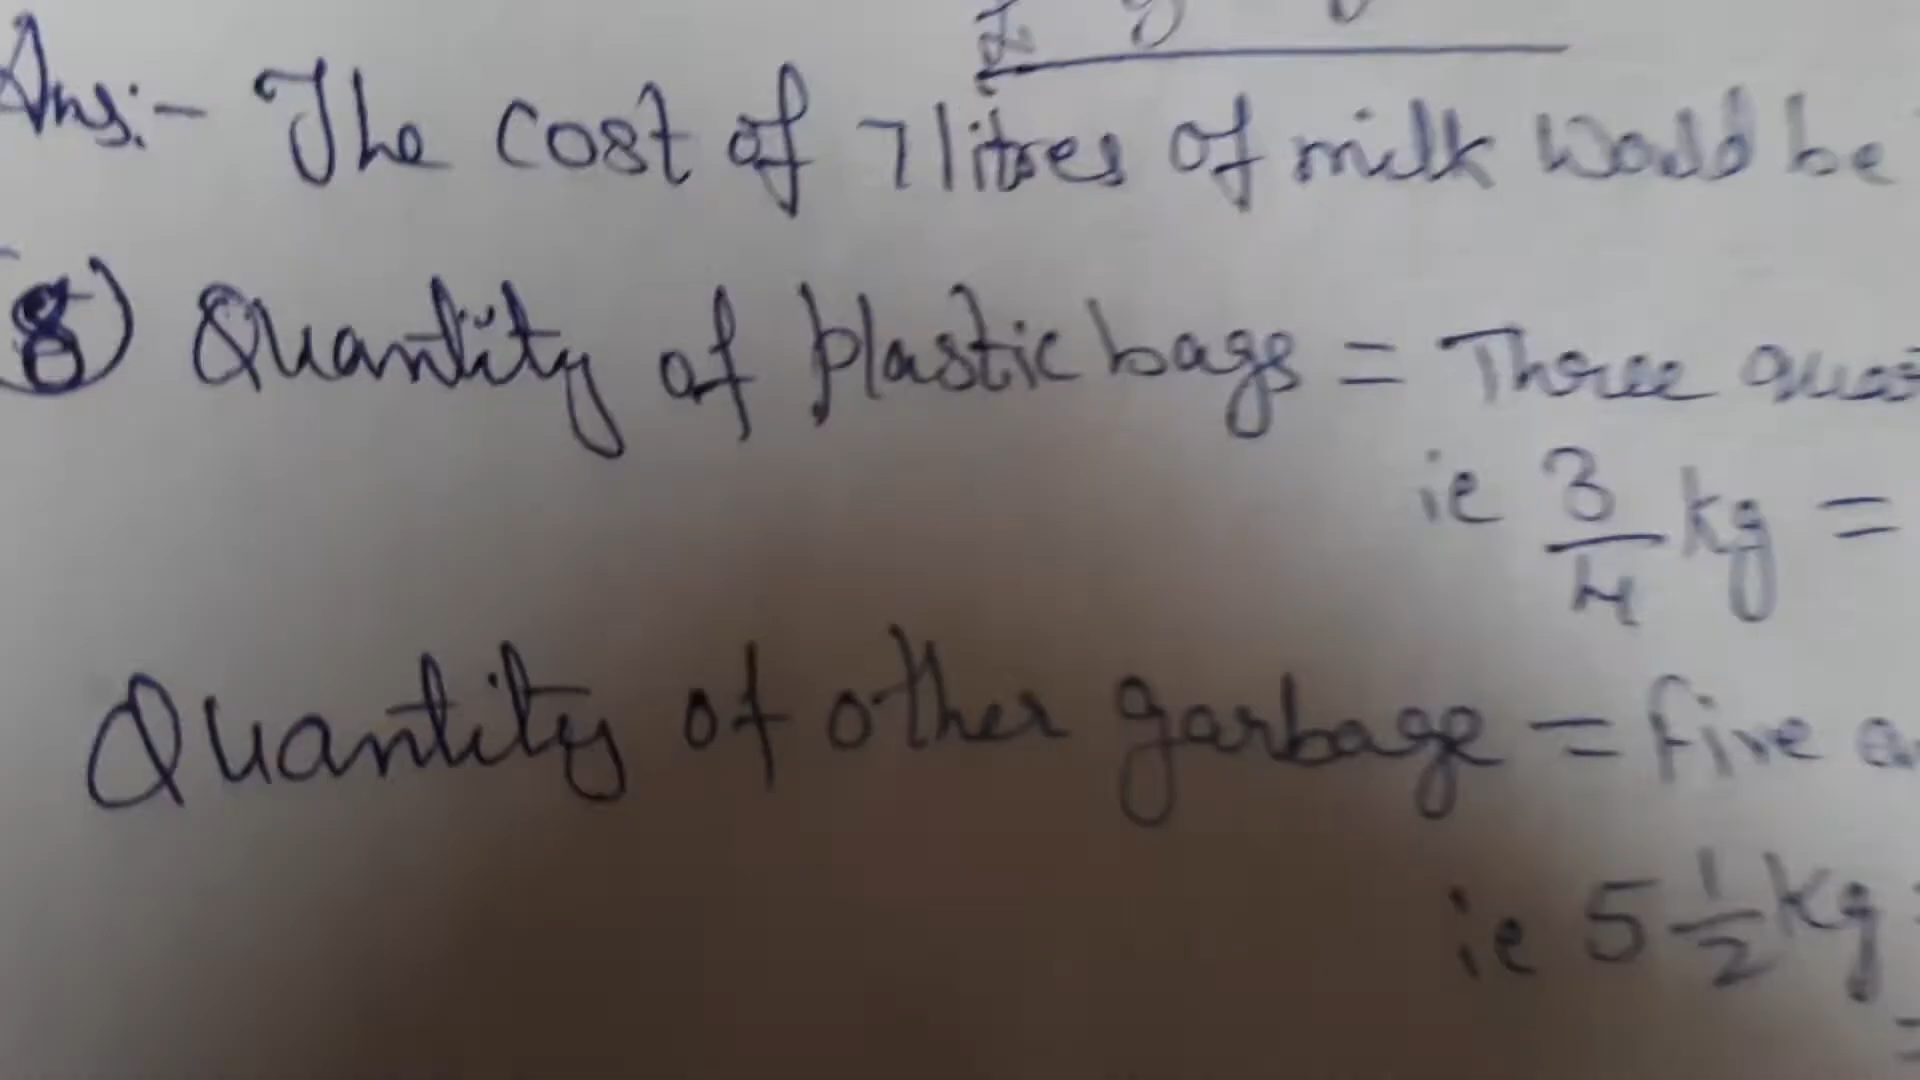 Ans:- The cost of 7 litres of milk would be
8) Quantity of plastic bags = Three
ie 3/4 kg =
Quantity of other garbage = Five
ie 5 1/2 kg =